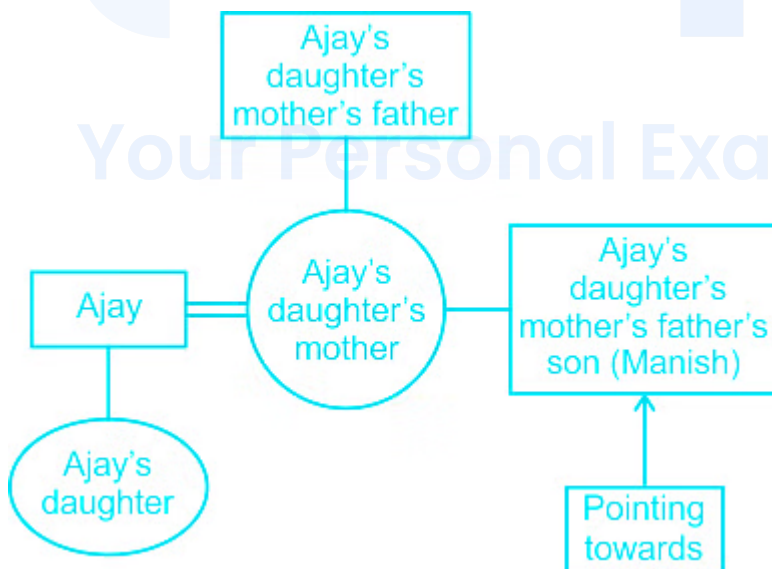 Ajay's
daughter's
mother's father
Your Personal Exa
Ajay's
daughter's
mother
Ajay's
daughter's
mother's father's
son (Manish)
Ajay
Ajay's
daughter
Pointing
towards